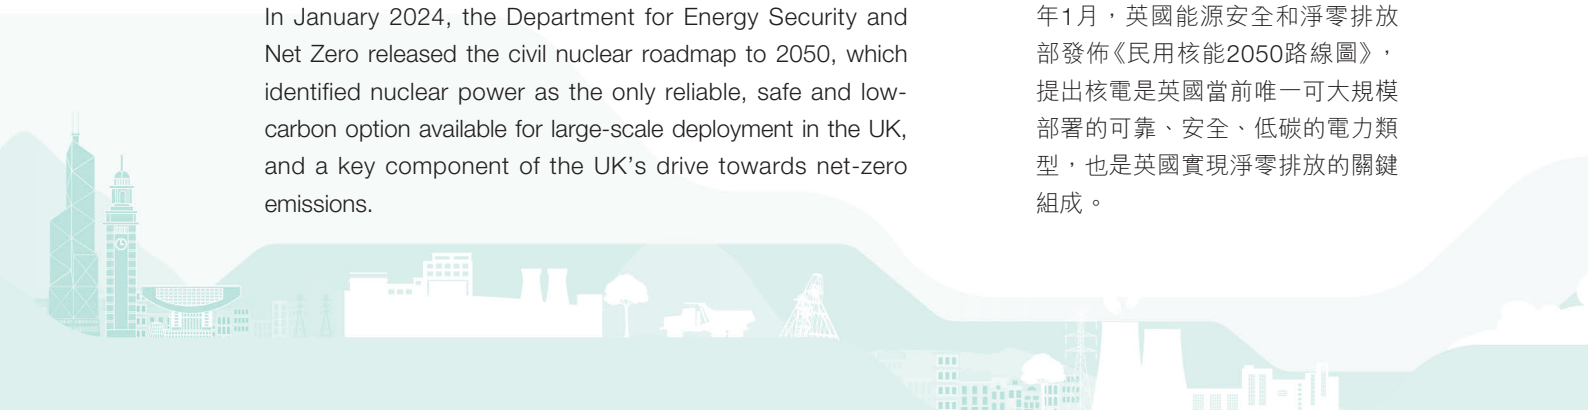 In January 2024, the Department for Energy Security and
Net Zero released the civil nuclear roadmap to 2050, which
identified nuclear power as the only reliable, safe and low-
carbon option available for large-scale deployment in the UK,
and a key component of the UK's drive towards net-zero
emissions.
年1月，英國能源安全和淨零排放
部發佈《民用核能2050路線圖》，
提出核電是英國當前唯一可大規模
部署的可靠、安全、低碳的電力類
型，也是英國實現淨零排放的關鍵
組成。